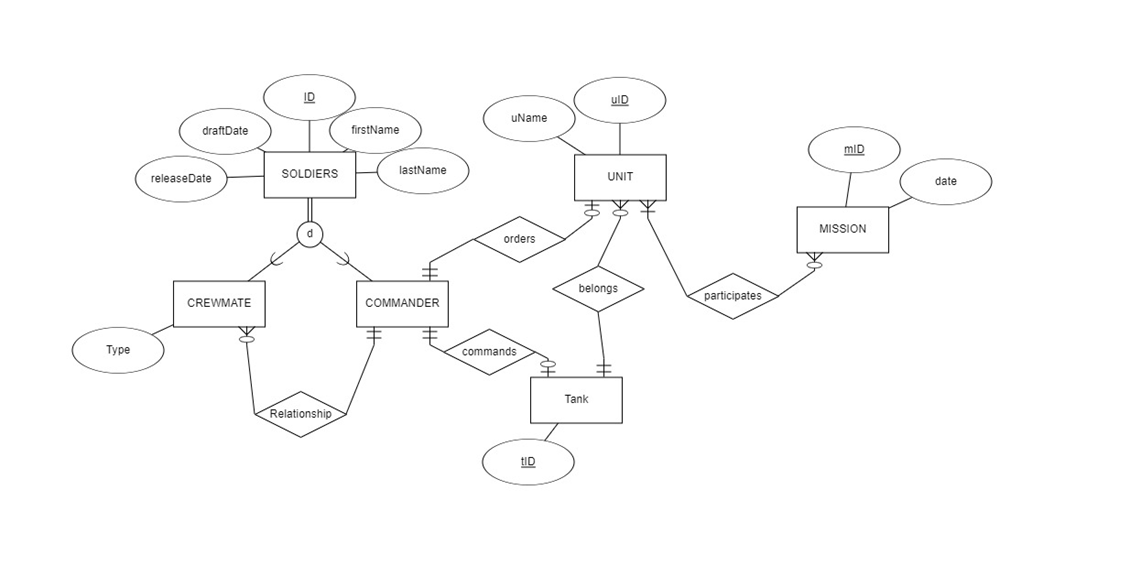 ID
uID
uName
draftDate
firstName
mID
lastName
SOLDIERS
releaseDate
UNIT
date
MISSION
d
orders
belongs
participates
CREWMATE
COMMANDER
Type
commands
Tank
Relationship
tID